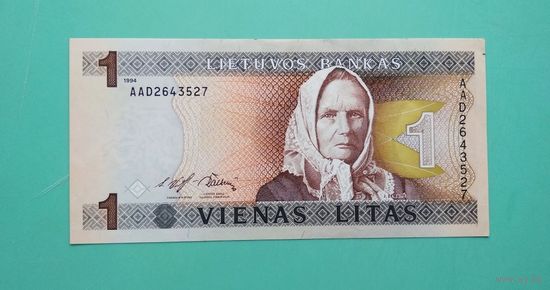 1
LIETUVOS BANKAS
1994
AAD2643527
AAD2643527
1
1
VIENAS LITAS